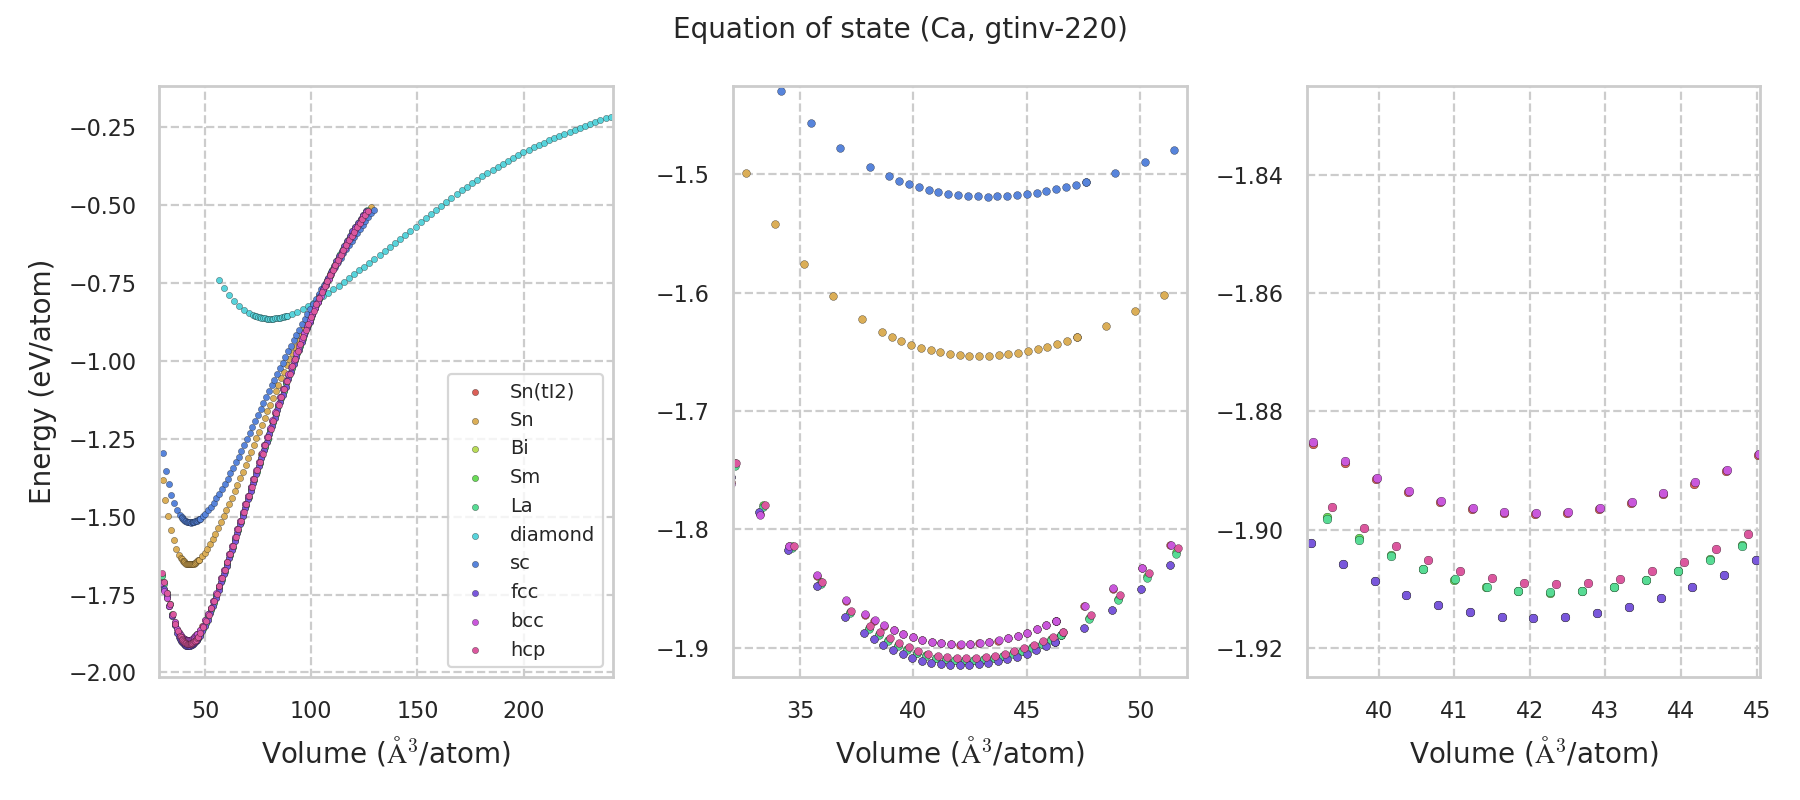 Equation of state (Ca, gtinv-220)
Energy (eV/atom)
−0.25
−0.50
−0.75
−1.00
−1.25
−1.50
−1.75
−2.00
50 100 150 200
Volume (Å³/atom)
Sn(tI2)
Sn
Bi
Sm
La
diamond
sc
fcc
bcc
hcp
−1.5
−1.6
−1.7
−1.8
−1.9
35 40 45 50
Volume (Å³/atom)
−1.84
−1.86
−1.88
−1.90
−1.92
40 41 42 43 44 45
Volume (Å³/atom)